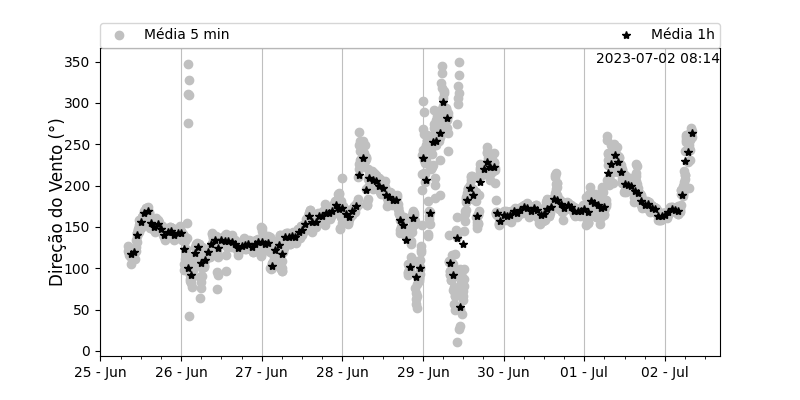 Média 5 min
Média 1h
2023-07-02 08:14
Direção do Vento (°)
350
300
250
200
150
100
50
0
25 - Jun
26 - Jun
27 - Jun
28 - Jun
29 - Jun
30 - Jun
01 - Jul
02 - Jul